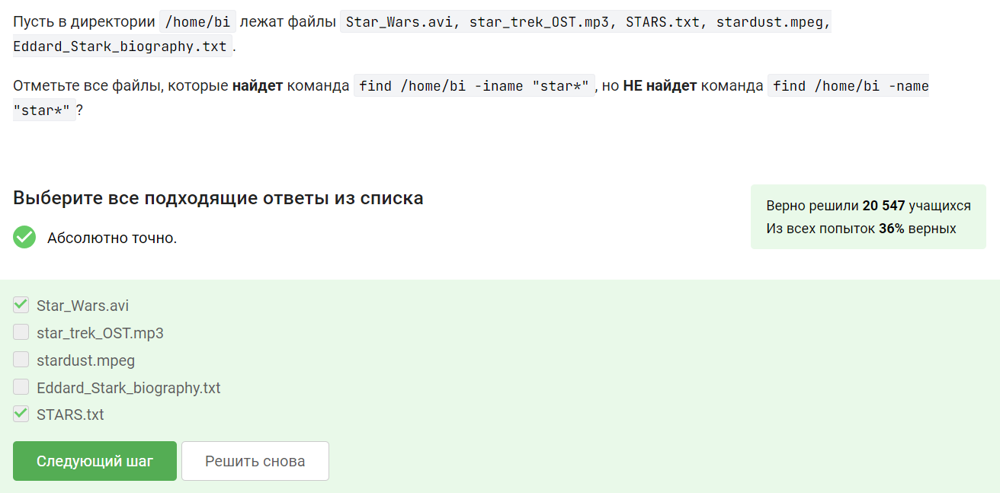 Пусть в директории /home/bi лежат файлы Star_Wars.avi, star_trek_OST.mp3, STARS.txt, stardust.mpeg,
Eddard_Stark_biography.txt.
Отметьте все файлы, которые найдет команда find /home/bi -iname "star*", но НЕ найдет команда find /home/bi -name
"star*"?
Выберите все подходящие ответы из списка
Верно решили 20 547 учащихся
Из всех попыток 36% верных
Абсолютно точно.
Star_Wars.avi
star_trek_OST.mp3
stardust.mpeg
Eddard_Stark_biography.txt
STARS.txt
Следующий шаг
Решить снова